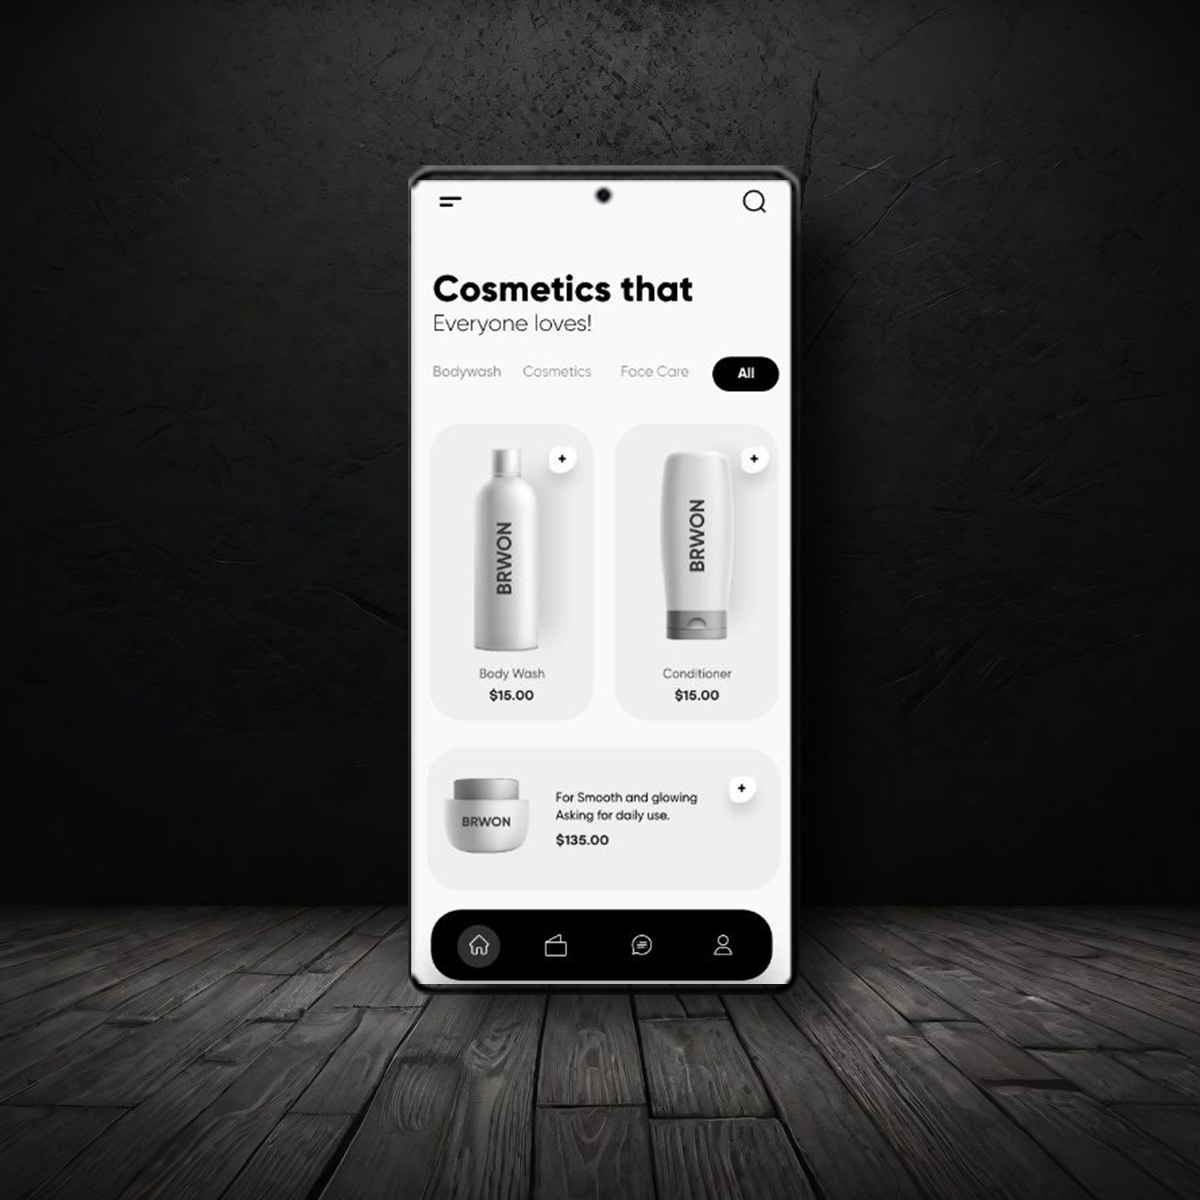 Cosmetics that
Everyone loves!
Bodywash Cosmetics Face Care All
BRWON
BRWON
Body Wash
$15.00
Conditioner
$15.00
BRWON
For Smooth and glowing
Asking for daily use.
$135.00